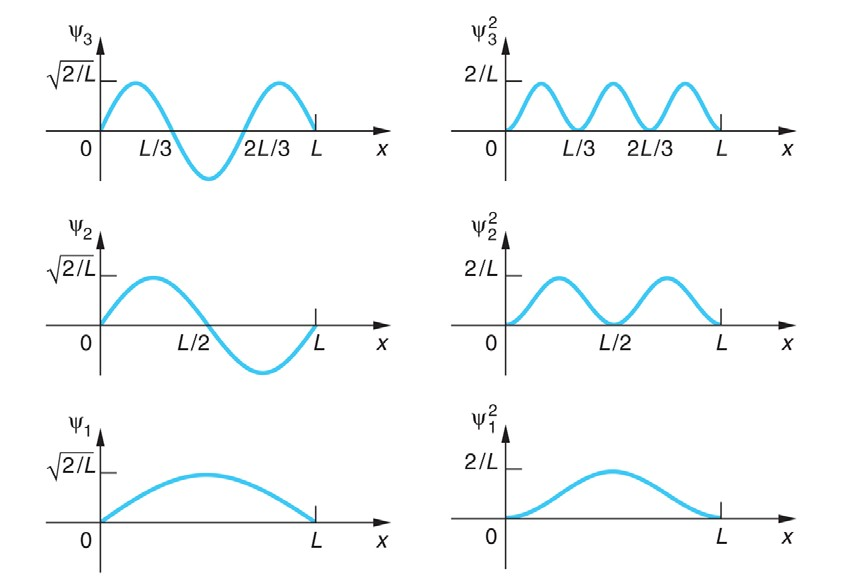 ψ₃
√2/L
0 L/3 2L/3 L x
ψ₃²
2/L
0 L/3 2L/3 L x
ψ₂
√2/L
0 L/2 L x
ψ₂²
2/L
0 L/2 L x
ψ₁
√2/L
0 L x
ψ₁²
2/L
0 L x